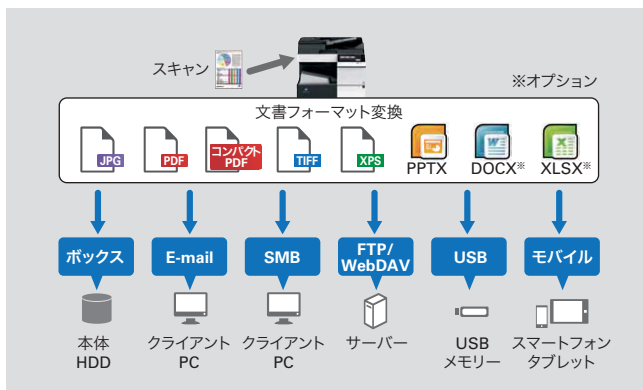 スキャン
※オプション
文書フォーマット変換
JPG
PDF
コンパクト
PDF
TIFF
XPS
PPTX
DOCX※
XLSX※
ボックス
E-mail
SMB
FTP/
WebDAV
USB
モバイル
本体
HDD
クライアント
PC
クライアント
PC
サーバー
USB
メモリー
スマートフォン
タブレット